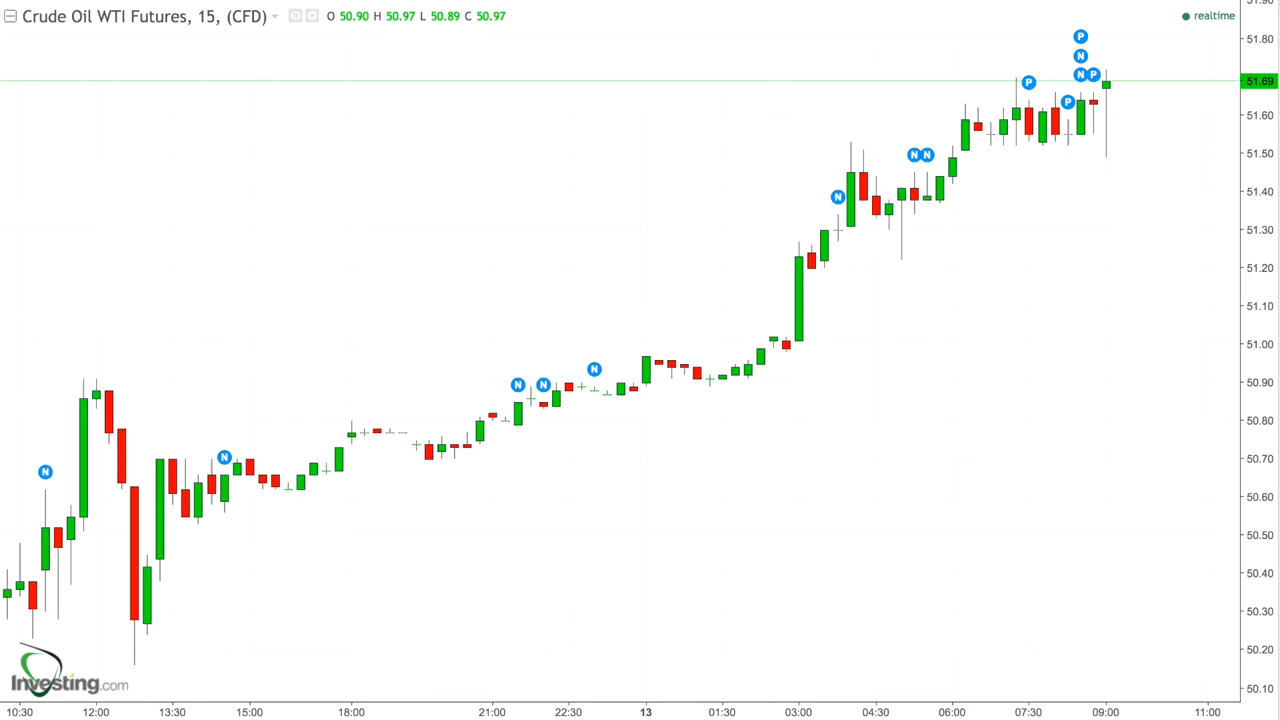 Crude Oil WTI Futures, 15, (CFD) O 50.90 H 50.97 L 50.89 C 50.97
realtime
51.90
51.80
51.69
51.60
51.50
51.40
51.30
51.20
51.10
51.00
50.90
50.80
50.70
50.60
50.50
50.40
50.30
50.20
50.10
P
N
N P
P
P
N N
N
N
N N
N
N
Investing.com
10:30 12:00 13:30 15:00 18:00 21:00 22:30 13 01:30 03:00 04:30 06:00 07:30 09:00 11:00